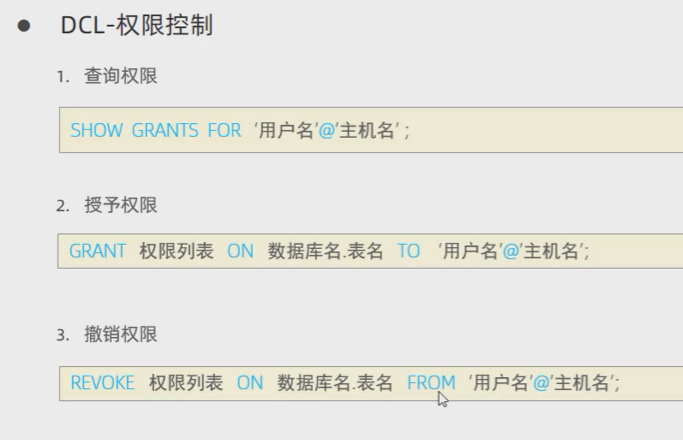 ● DCL-权限控制
1. 查询权限
SHOW GRANTS FOR ‘用户名’@’主机名’ ;
2. 授予权限
GRANT 权限列表 ON 数据库名.表名 TO ‘用户名’@’主机名’;
3. 撤销权限
REVOKE 权限列表 ON 数据库名.表名 FROM ‘用户名’@’主机名’;